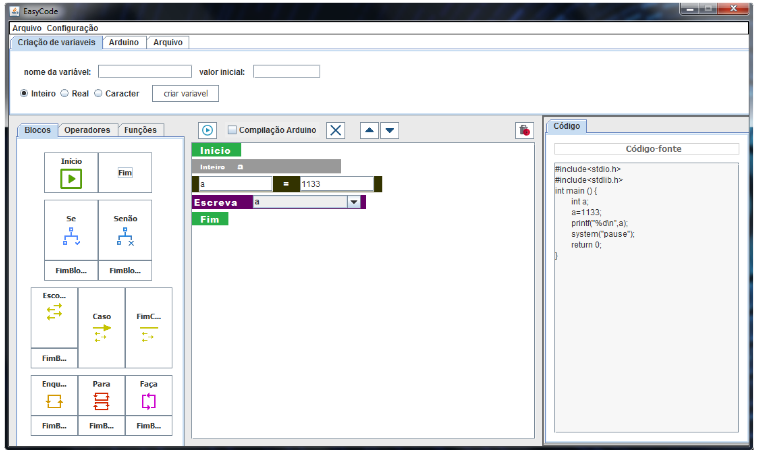 EasyCode
Arquivo Configuração
Criação de variaveis Arduino Arquivo
nome da variável: valor inicial:
Inteiro Real Caracter criar variavel
Blocos Operadores Funções
Compilação Arduino
Código
Início Fim
Se Senão
FimBlo... FimBlo...
Esco... Caso FimC...
FimB...
Enqu... Para Faça
FimB... FimB... FimB...
Inicio
Inteiro a
a = 1133
Escreva a
Fim
Código-fonte
#include<stdio.h>
#include<stdlib.h>
int main () {
int a;
a=1133;
printf("%d\n",a);
system("pause");
return 0;
}